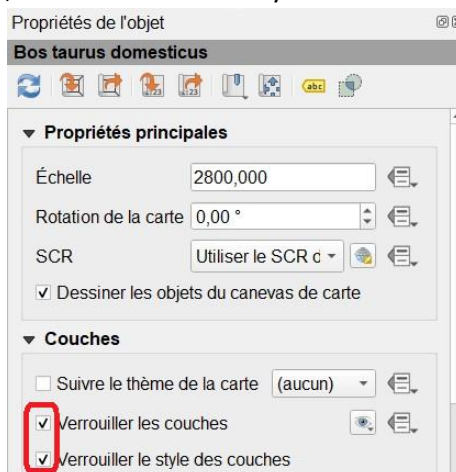 Propriétés de l'objet
Bos taurus domesticus
abc
▼ Propriétés principales
Échelle 2800,000
Rotation de la carte 0,00 °
SCR Utiliser le SCR d
Dessiner les objets du canevas de carte
▼ Couches
Suivre le thème de la carte (aucun)
Verrouiller les couches
Verrouiller le style des couches